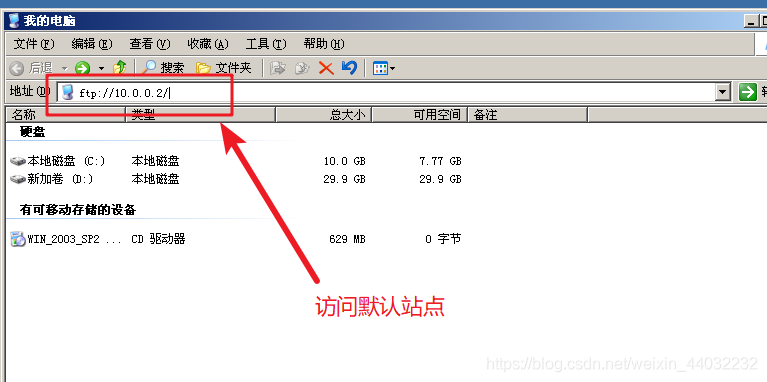 我的电脑
文件(F) 编辑(E) 查看(V) 收藏(A) 工具(T) 帮助(H)
后退 搜索 文件夹
地址(D) ftp://10.0.0.2/
名称 类型 总大小 可用空间 备注
硬盘
本地磁盘 (C:) 本地磁盘 10.0 GB 7.77 GB
新加卷 (D:) 本地磁盘 29.9 GB 29.9 GB
有可移动存储的设备
WIN_2003_SP2 ... CD 驱动器 629 MB 0 字节
访问默认站点
https://blog.csdn.net/weixin_44032232